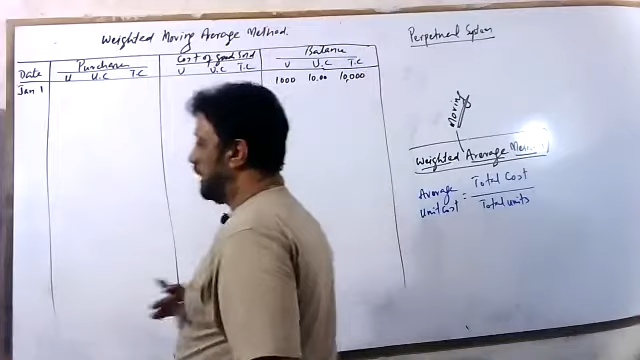 Weighted Moving Average Method.
Perpetual System
Date Purchases Cost of goods Sold Balance
U U.C T.C U U.C T.C U U.C T.C
Jan 1 1000 10.00 10,000
Moving
Weighted Average Method
Average Unit Cost = Total Cost
Total units